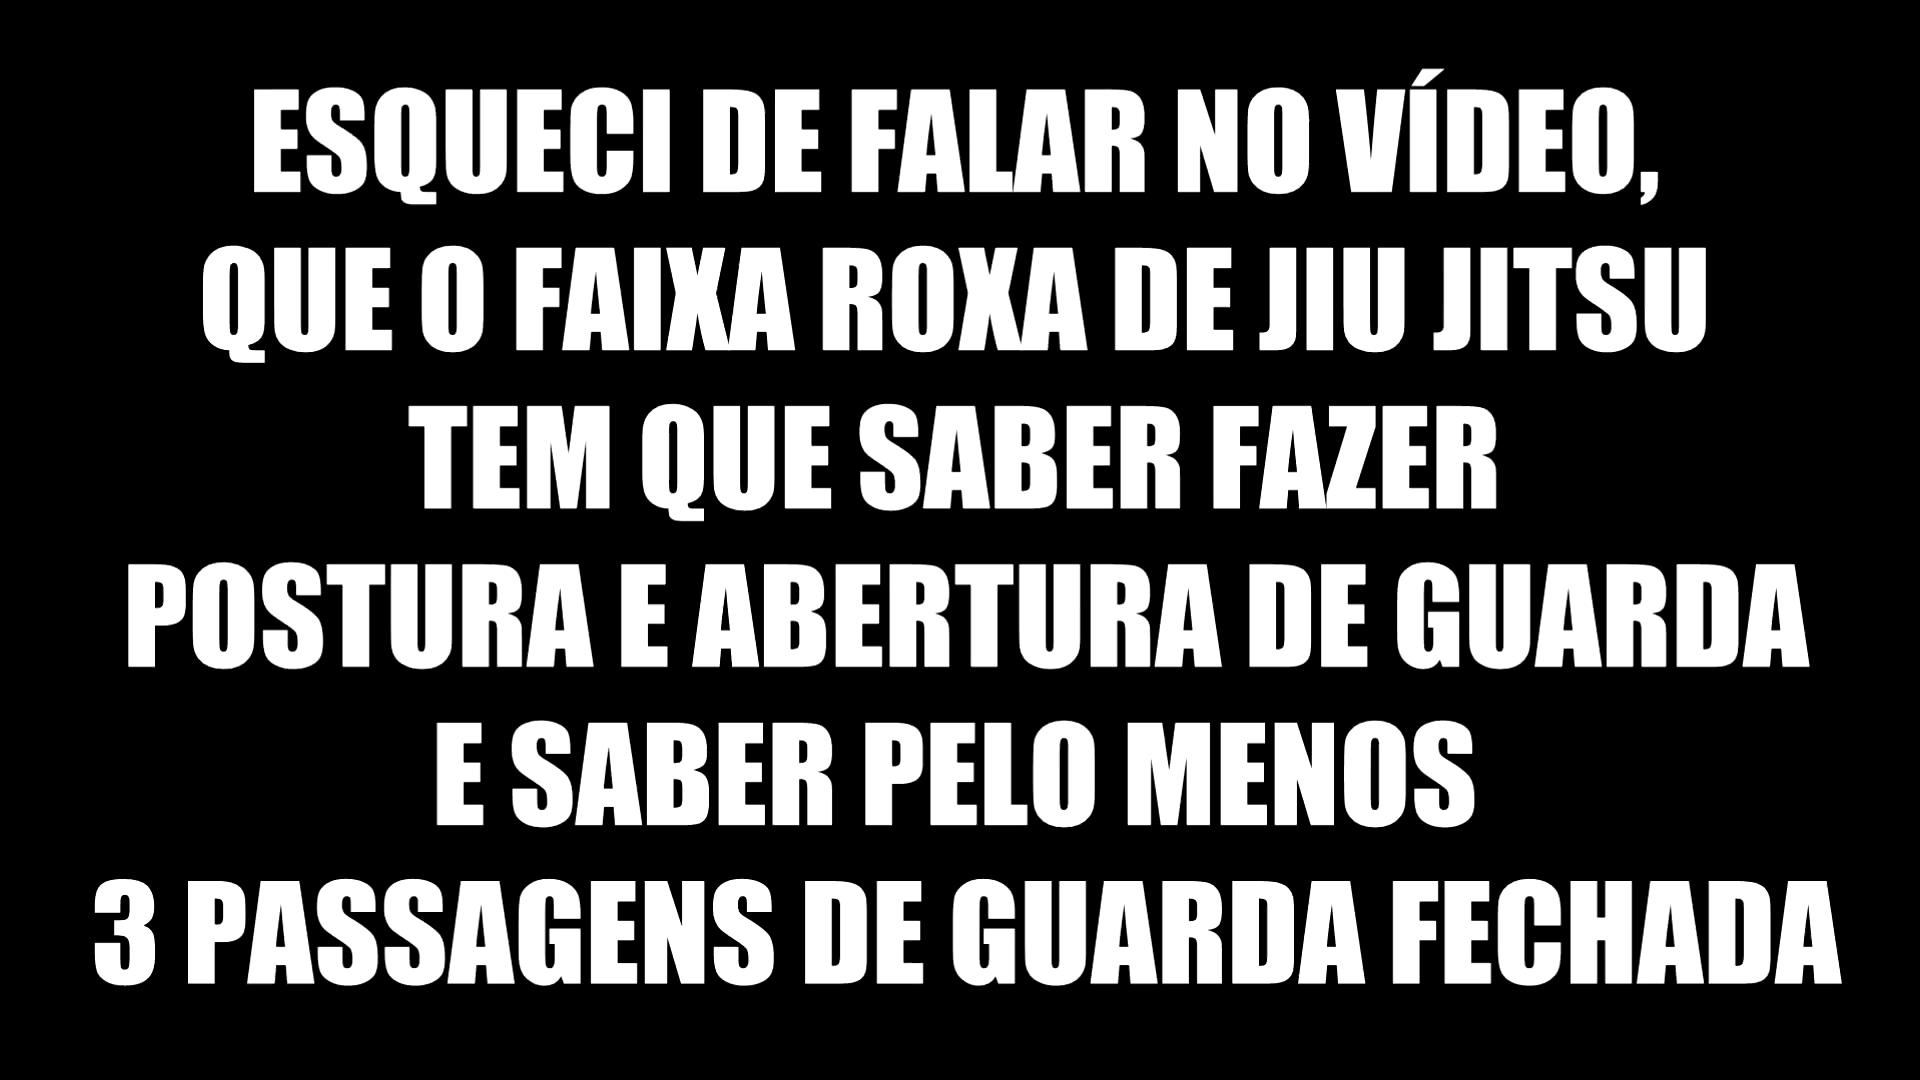 ESQUECI DE FALAR NO VÍDEO,
QUE O FAIXA ROXA DE JIU JITSU
TEM QUE SABER FAZER
POSTURA E ABERTURA DE GUARDA
E SABER PELO MENOS
3 PASSAGENS DE GUARDA FECHADA